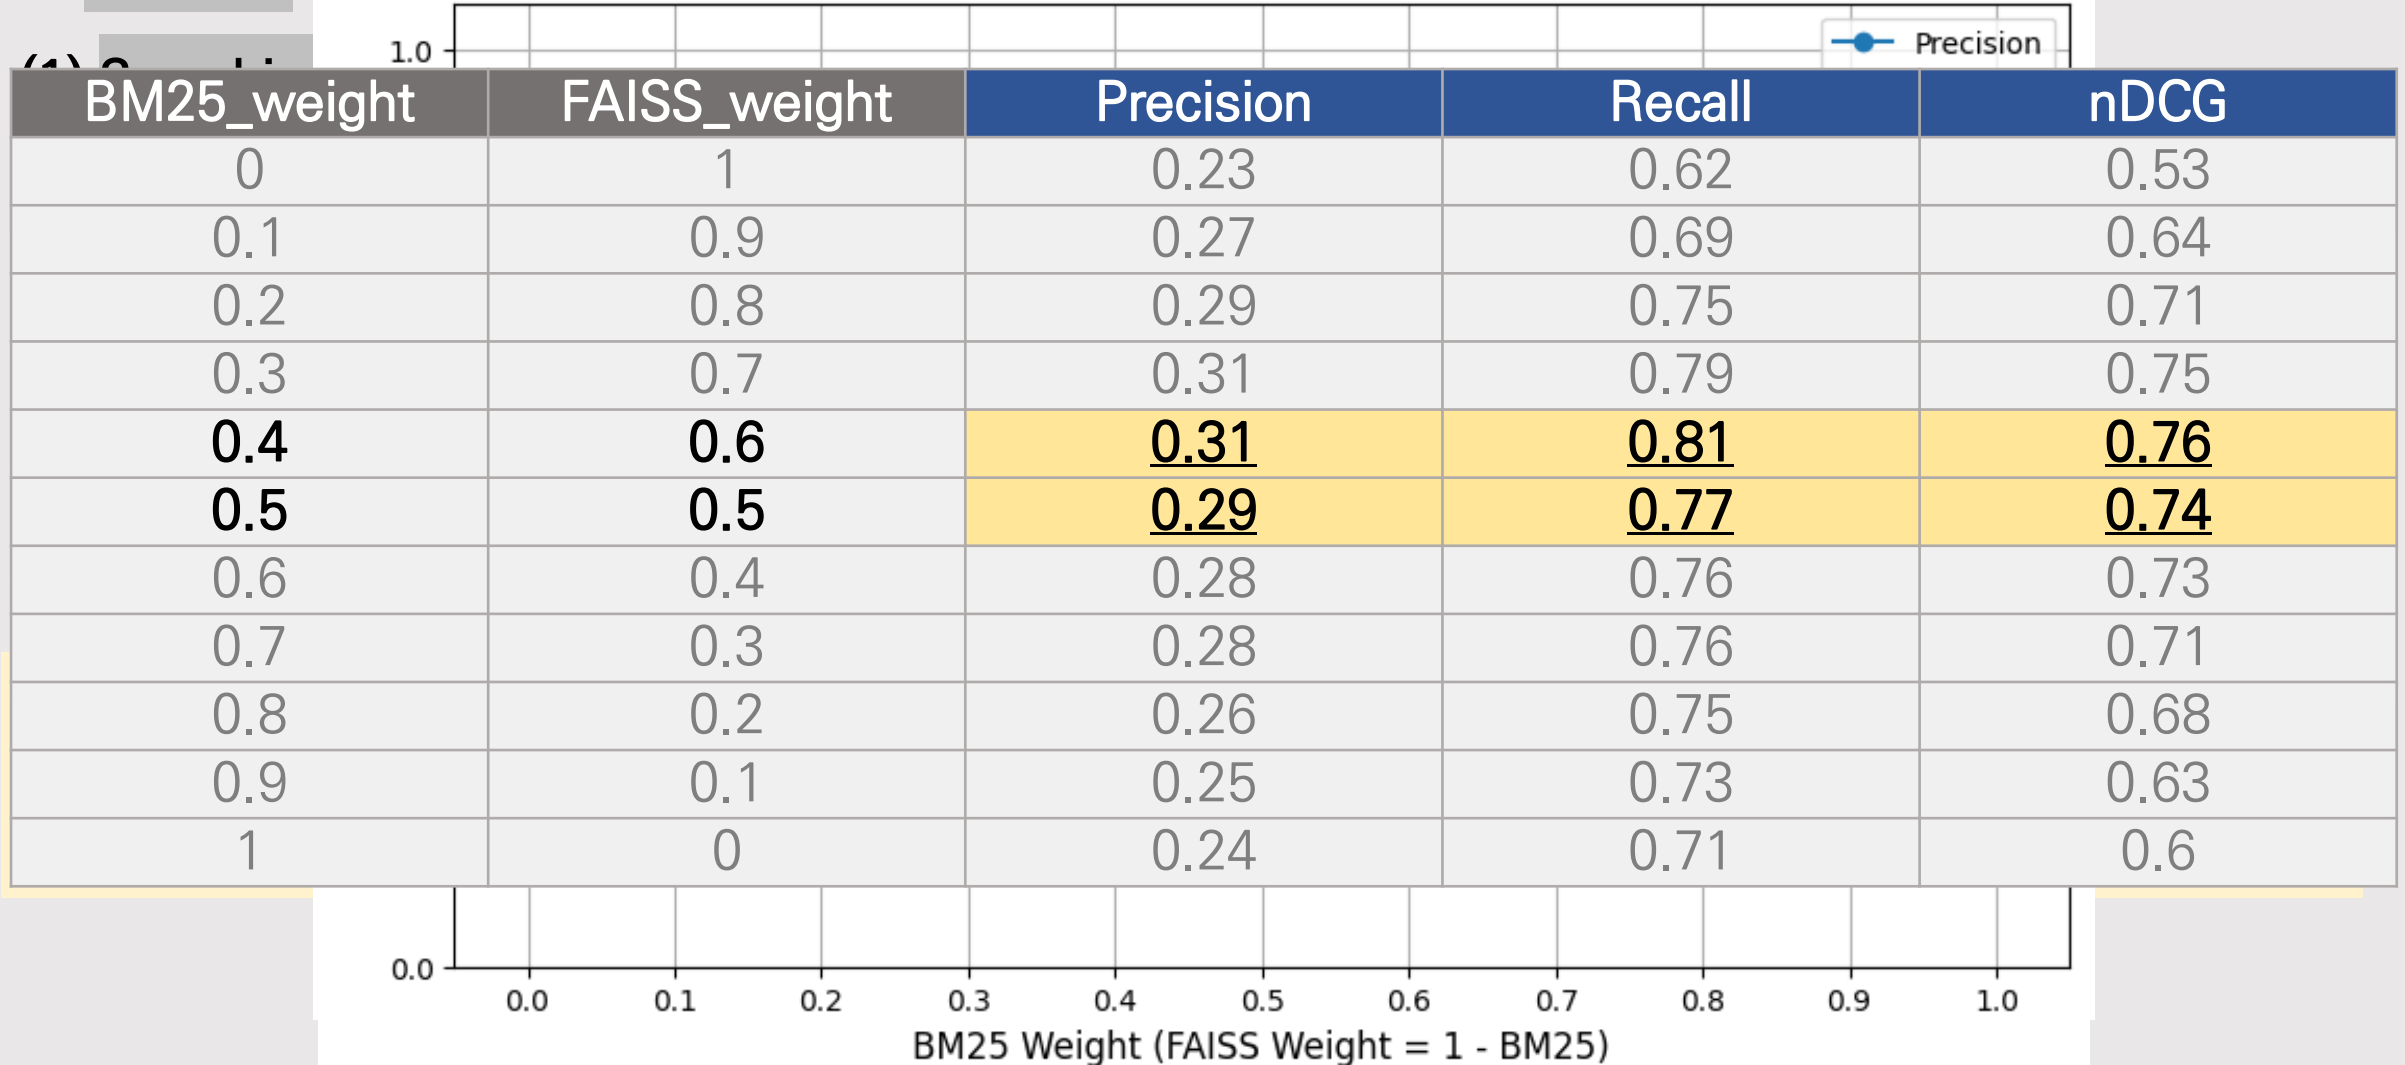 1.0
Precision
(1)
BM25_weight FAISS_weight Precision Recall nDCG
0 1 0.23 0.62 0.53
0.1 0.9 0.27 0.69 0.64
0.2 0.8 0.29 0.75 0.71
0.3 0.7 0.31 0.79 0.75
0.4 0.6 0.31 0.81 0.76
0.5 0.5 0.29 0.77 0.74
0.6 0.4 0.28 0.76 0.73
0.7 0.3 0.28 0.76 0.71
0.8 0.2 0.26 0.75 0.68
0.9 0.1 0.25 0.73 0.63
1 0 0.24 0.71 0.6
0.0
0.0 0.1 0.2 0.3 0.4 0.5 0.6 0.7 0.8 0.9 1.0
BM25 Weight (FAISS Weight = 1 - BM25)